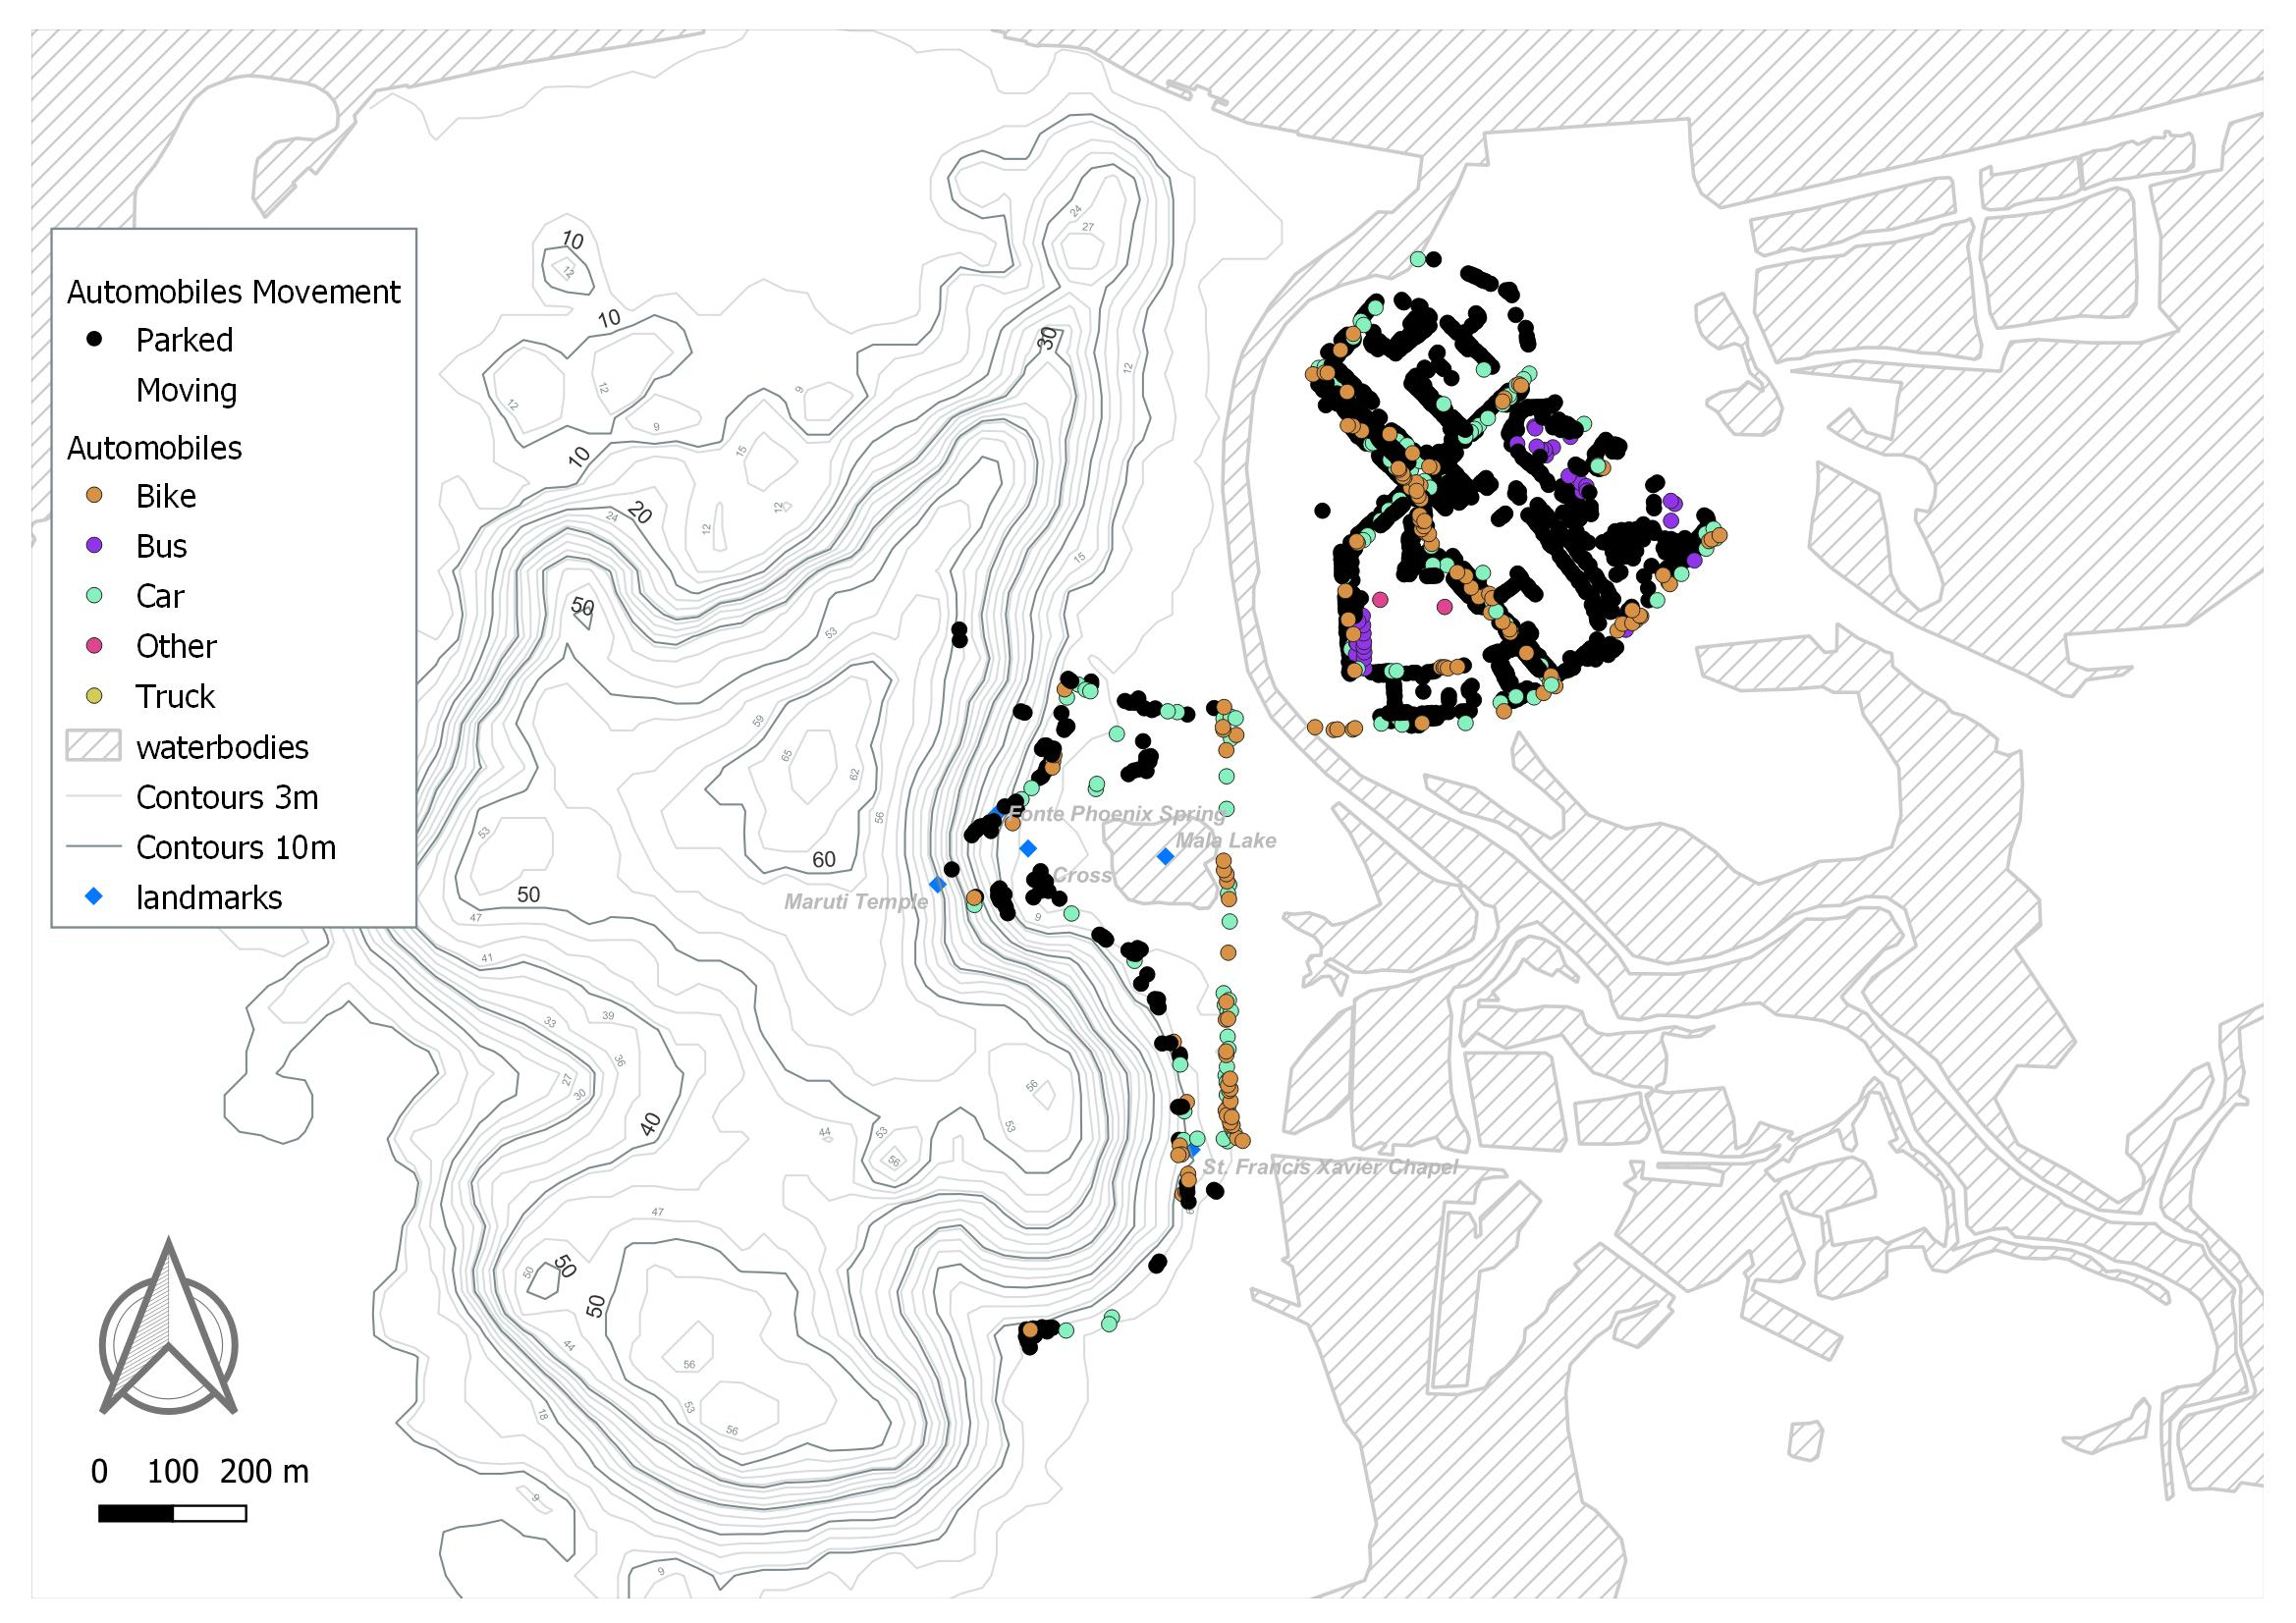 Automobiles Movement
Parked
Moving
Automobiles
Bike
Bus
Car
Other
Truck
waterbodies
Contours 3m
Contours 10m
landmarks
0 100 200 m
10
12
10
12
12
9
9
15
12
12
10
20
24
24
27
30
12
15
50
53
59
65
62
56
60
53
50
47
41
39
33
36
27
30
40
44
53
56
56
53
47
50
50
50
44
56
53
56
18
9
9
9
6
Fonte Phoenix Spring
Mala Lake
Cross
Maruti Temple
St. Francis Xavier Chapel